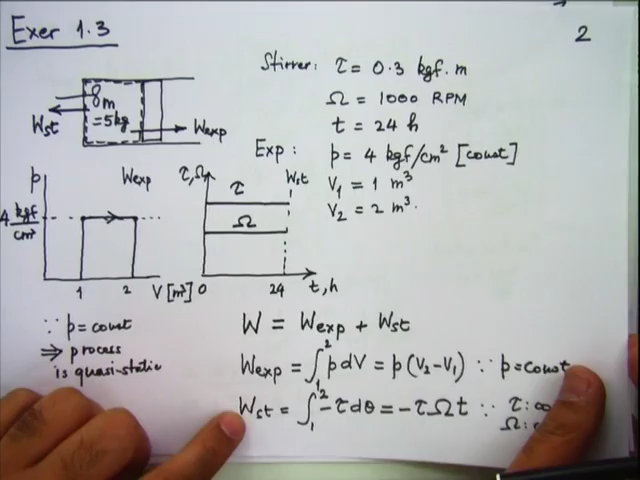 Exer 1.3
2
Stirrer: τ = 0.3 kgf.m
Ω = 1000 RPM
t = 24 h
m
= 5kg
Wst
Wexp
Exp: p = 4 kgf/cm² [const]
V₁ = 1 m³
V₂ = 2 m³.
p
Wexp
4 kgf/cm²
1 2 V [m³]
τ,Ω
Wst
τ
Ω
0 24 t, h
∵ p = const
⇒ process
is quasi-static
W = Wexp + Wst
Wexp = ∫₁² p dV = p (V₂ - V₁) ∵ p = const
Wst = ∫₁² -τ dθ = -τ Ω t ∵ τ:
Ω: